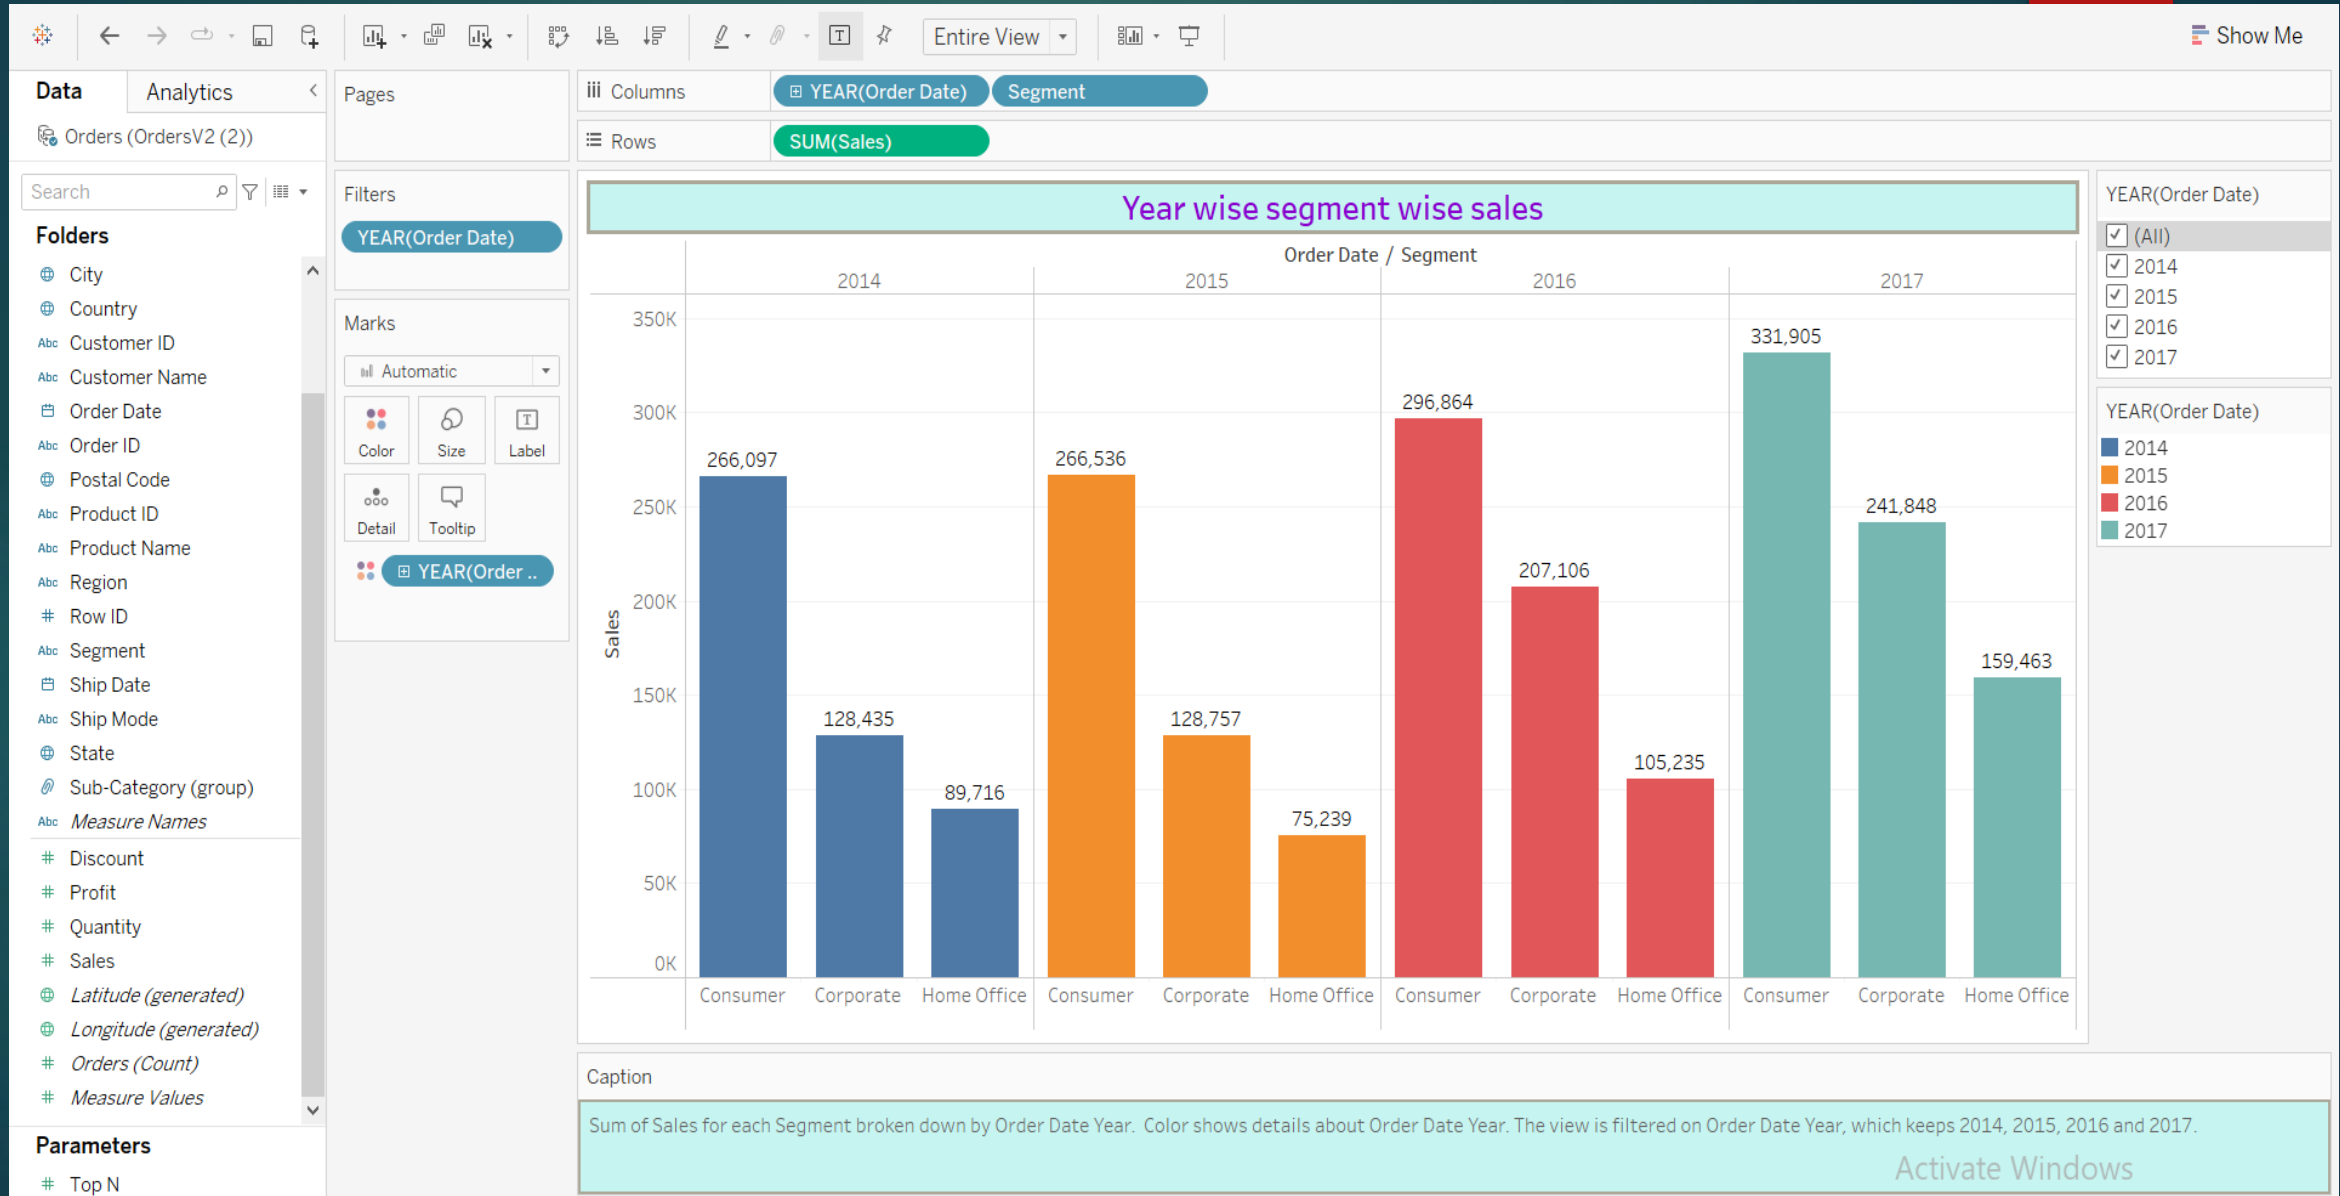 Entire View
Show Me
Data
Analytics
Orders (OrdersV2 (2))
Search
Folders
City
Country
Abc Customer ID
Abc Customer Name
Order Date
Abc Order ID
Postal Code
Abc Product ID
Abc Product Name
Abc Region
# Row ID
Abc Segment
Ship Date
Abc Ship Mode
State
Sub-Category (group)
Abc Measure Names
# Discount
# Profit
# Quantity
# Sales
Latitude (generated)
Longitude (generated)
# Orders (Count)
# Measure Values
Parameters
# Top N
Pages
Filters
YEAR(Order Date)
Marks
Automatic
Color Size Label
Detail Tooltip
YEAR(Order ..
Columns YEAR(Order Date) Segment
Rows SUM(Sales)
Year wise segment wise sales
Order Date / Segment
2014 2015 2016 2017
Sales
350K
300K
250K
200K
150K
100K
50K
0K
266,097 128,435 89,716
266,536 128,757 75,239
296,864 207,106 105,235
331,905 241,848 159,463
Consumer Corporate Home Office Consumer Corporate Home Office Consumer Corporate Home Office Consumer Corporate Home Office
Caption
Sum of Sales for each Segment broken down by Order Date Year. Color shows details about Order Date Year. The view is filtered on Order Date Year, which keeps 2014, 2015, 2016 and 2017.
Activate Windows
YEAR(Order Date)
(All)
2014
2015
2016
2017
YEAR(Order Date)
2014
2015
2016
2017